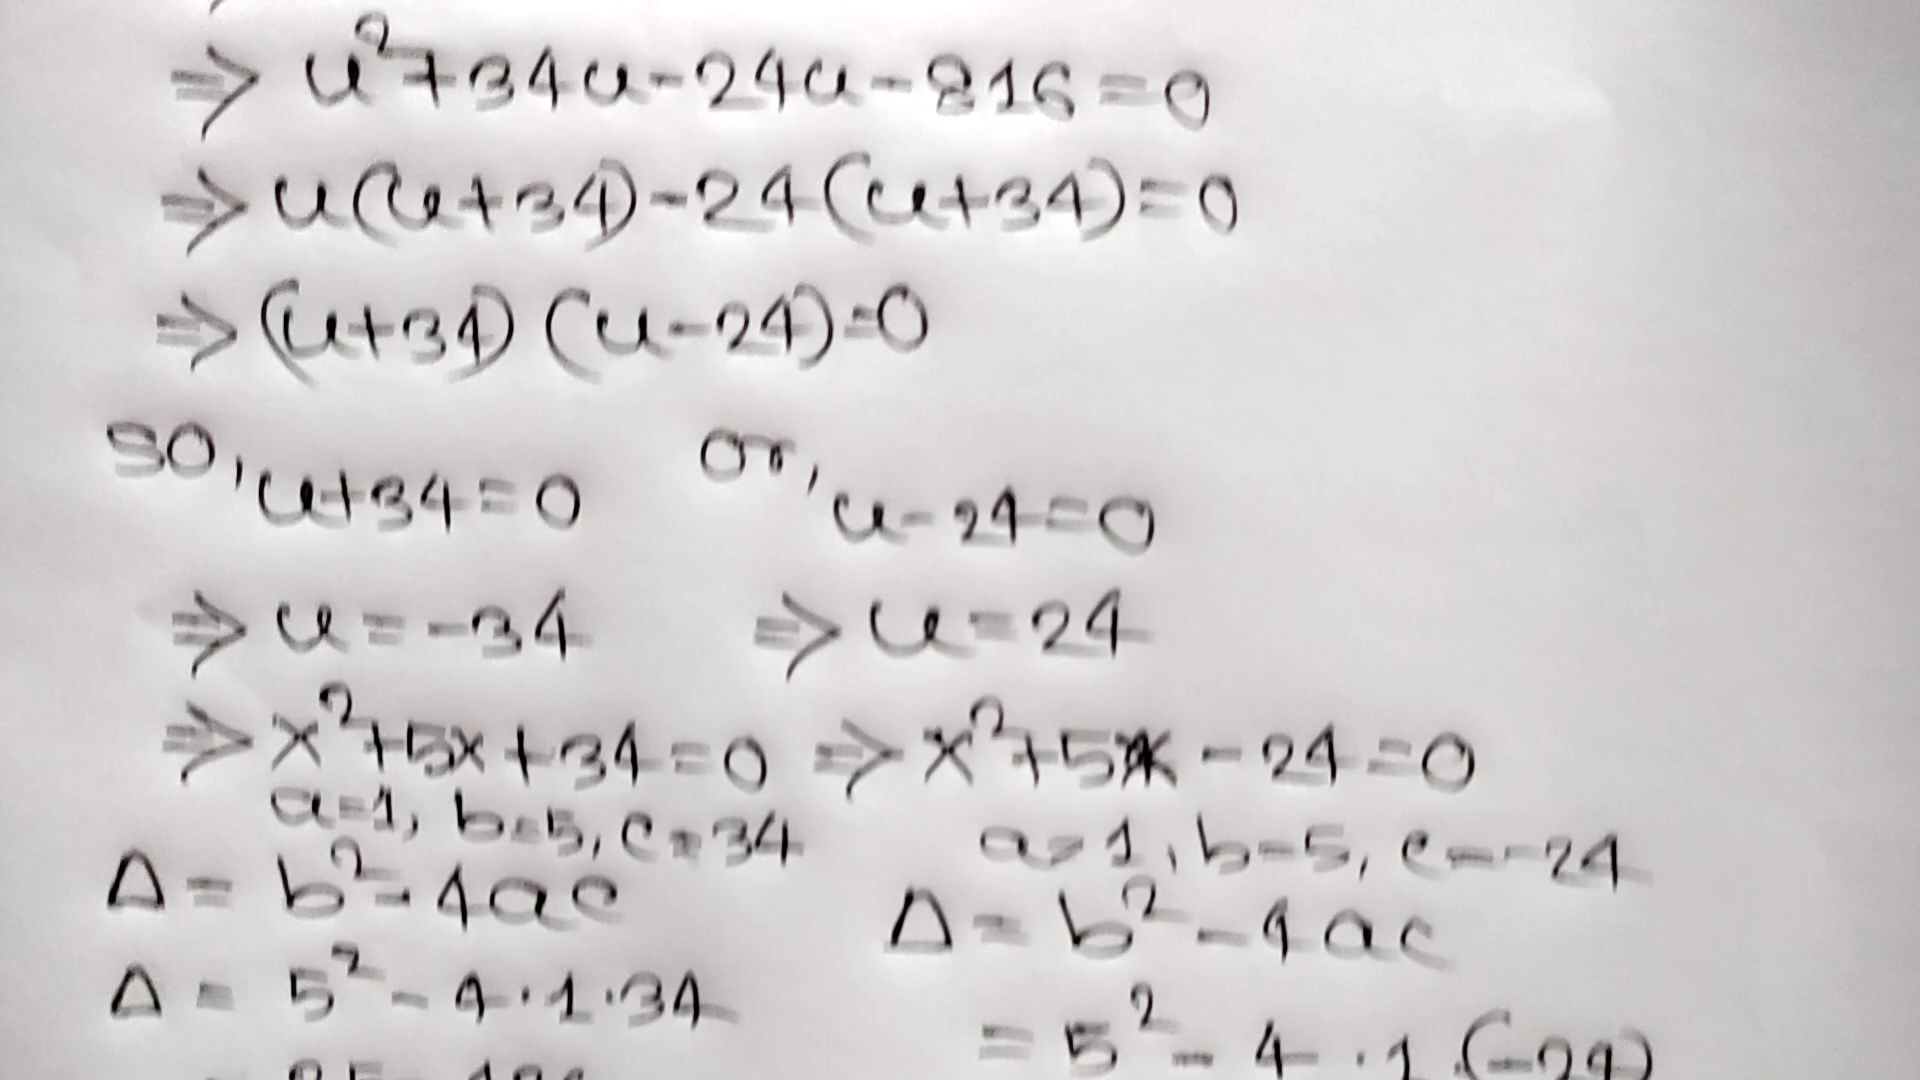 ⇒ u²+34u-24u-816=0
⇒ u(u+34)-24(u+34)=0
⇒ (u+34)(u-24)=0
so, u+34=0 or, u-24=0
⇒ u=-34 ⇒ u=24
⇒ x²+5x+34=0 ⇒ x²+5x-24=0
a=1, b=5, c=34 a=1, b=5, c=-24
Δ= b²-4ac Δ= b²-4ac
Δ= 5²-4·1·34 = 5²-4·1·(-24)